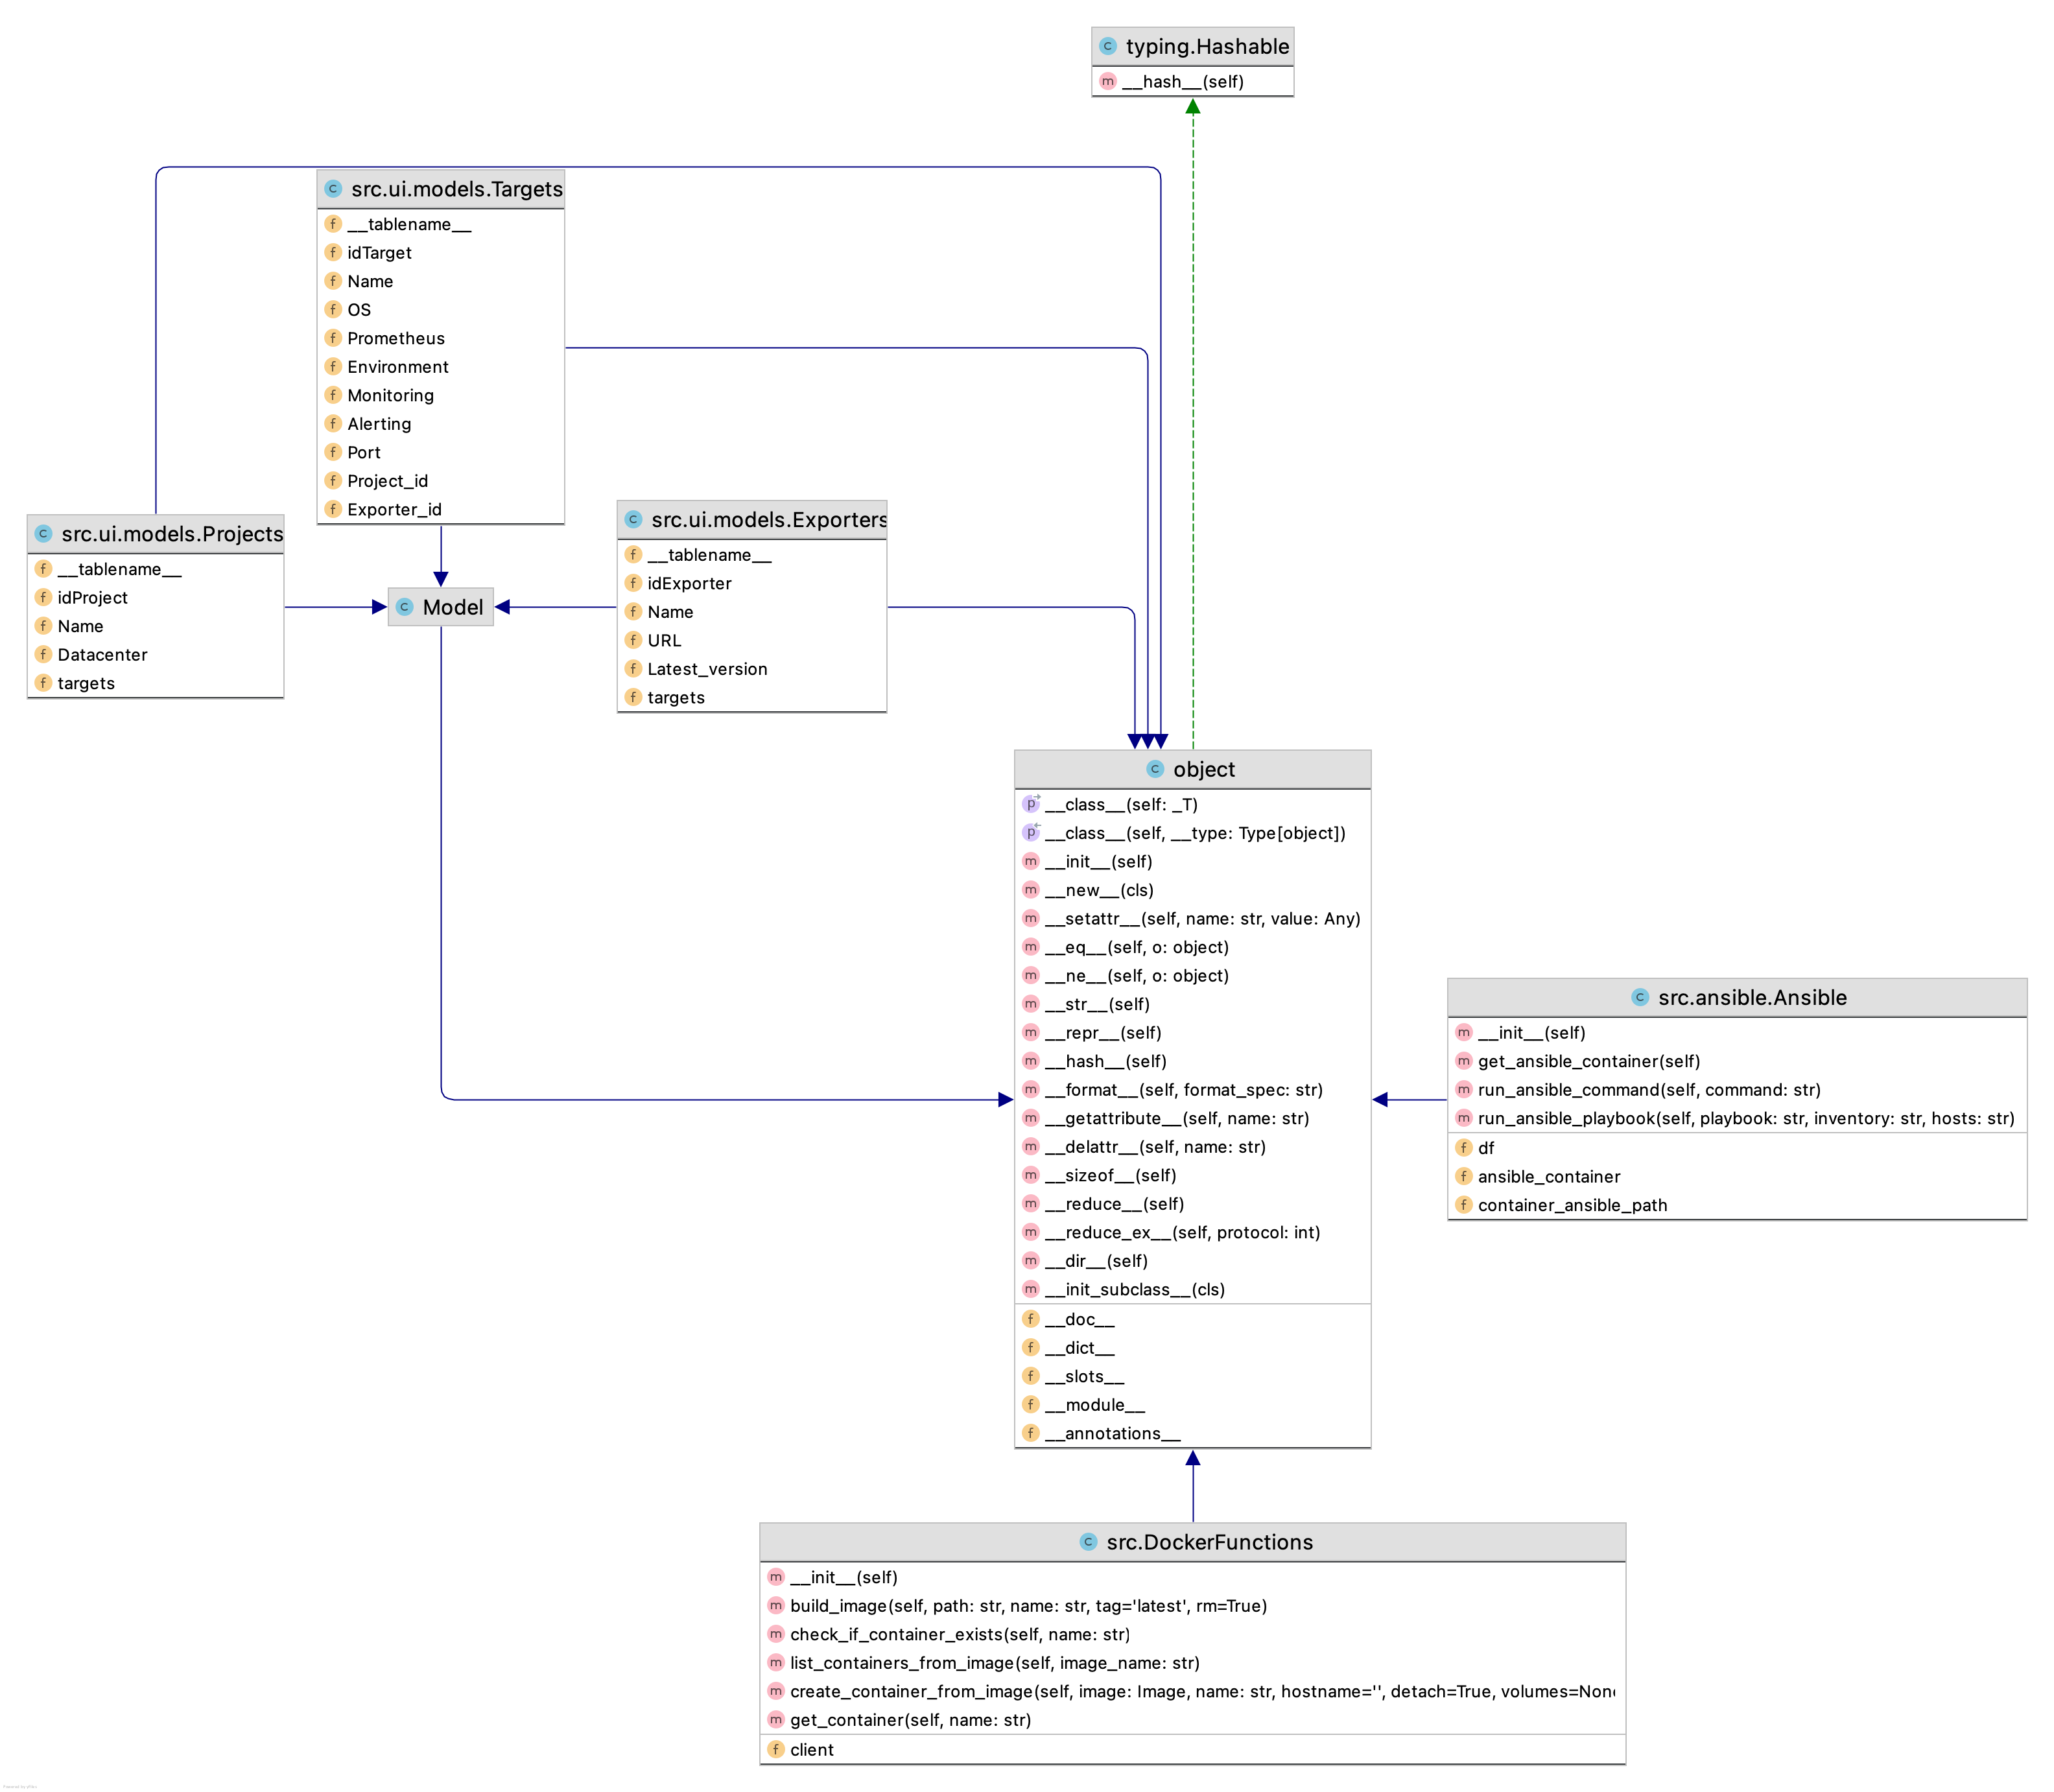 typing.Hashable
__hash__(self)
src.ui.models.Targets
__tablename__
idTarget
Name
OS
Prometheus
Environment
Monitoring
Alerting
Port
Project_id
Exporter_id
src.ui.models.Projects
__tablename__
idProject
Name
Datacenter
targets
Model
src.ui.models.Exporters
__tablename__
idExporter
Name
URL
Latest_version
targets
object
__class__(self: _T)
__class__(self, __type: Type[object])
__init__(self)
__new__(cls)
__setattr__(self, name: str, value: Any)
__eq__(self, o: object)
__ne__(self, o: object)
__str__(self)
__repr__(self)
__hash__(self)
__format__(self, format_spec: str)
__getattribute__(self, name: str)
__delattr__(self, name: str)
__sizeof__(self)
__reduce__(self)
__reduce_ex__(self, protocol: int)
__dir__(self)
__init_subclass__(cls)
__doc__
__dict__
__slots__
__module__
__annotations__
src.ansible.Ansible
__init__(self)
get_ansible_container(self)
run_ansible_command(self, command: str)
run_ansible_playbook(self, playbook: str, inventory: str, hosts: str)
df
ansible_container
container_ansible_path
src.DockerFunctions
__init__(self)
build_image(self, path: str, name: str, tag='latest', rm=True)
check_if_container_exists(self, name: str)
list_containers_from_image(self, image_name: str)
create_container_from_image(self, image: Image, name: str, hostname='', detach=True, volumes=Non
get_container(self, name: str)
client
Powered by yFiles